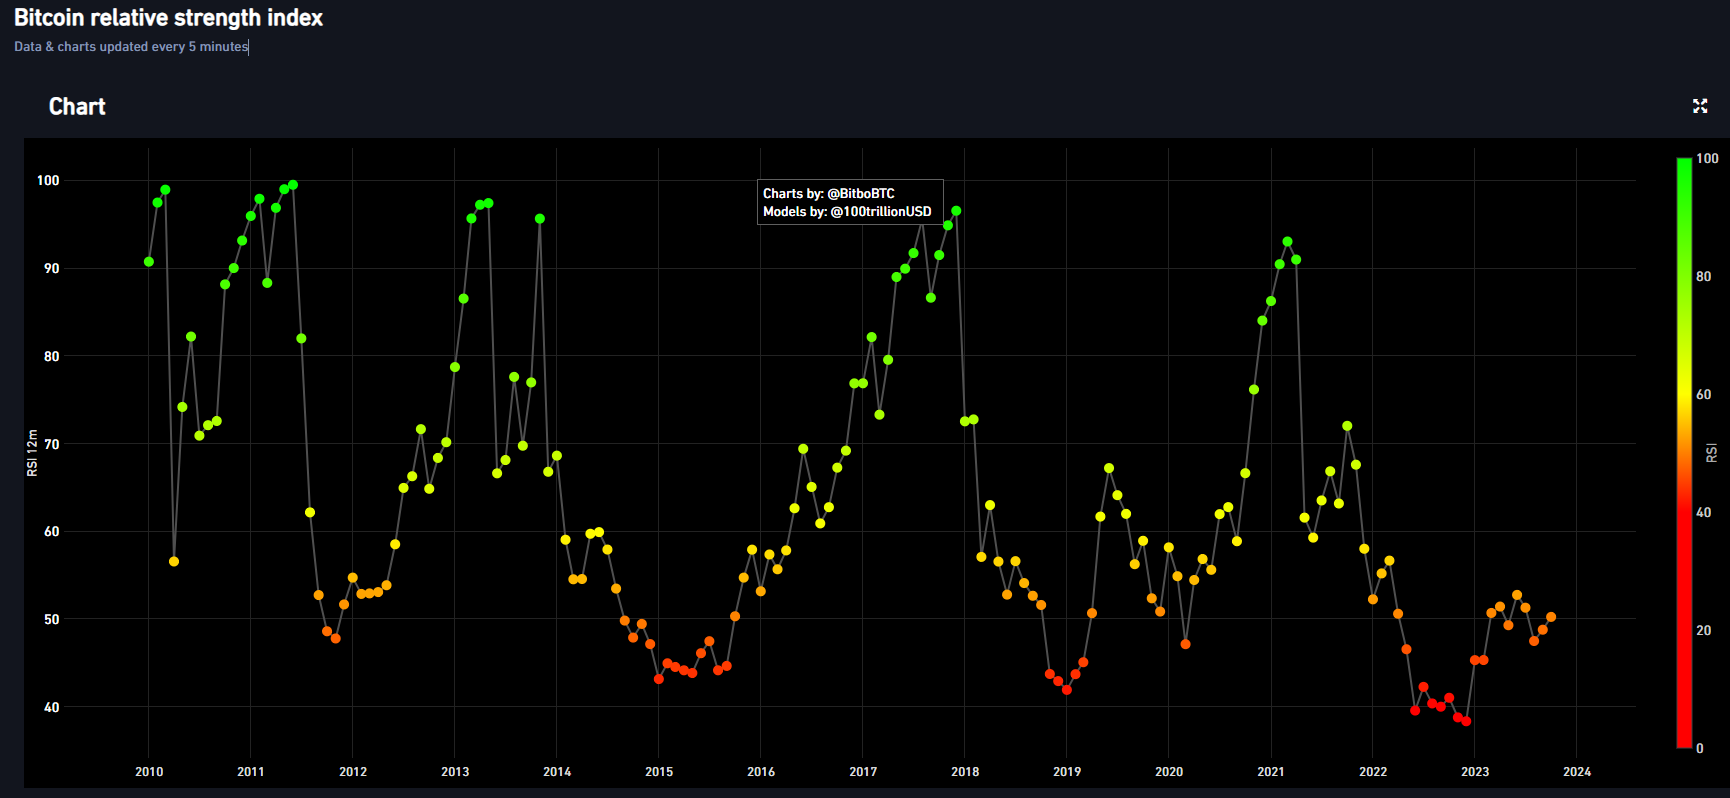 Bitcoin relative strength index
Data & charts updated every 5 minutes
Chart
Charts by: @BitboBTC
Models by: @100trillionUSD
RSI 12m
100
90
80
70
60
50
40
2010 2011 2012 2013 2014 2015 2016 2017 2018 2019 2020 2021 2022 2023 2024
100
80
60
40
20
0
RSI